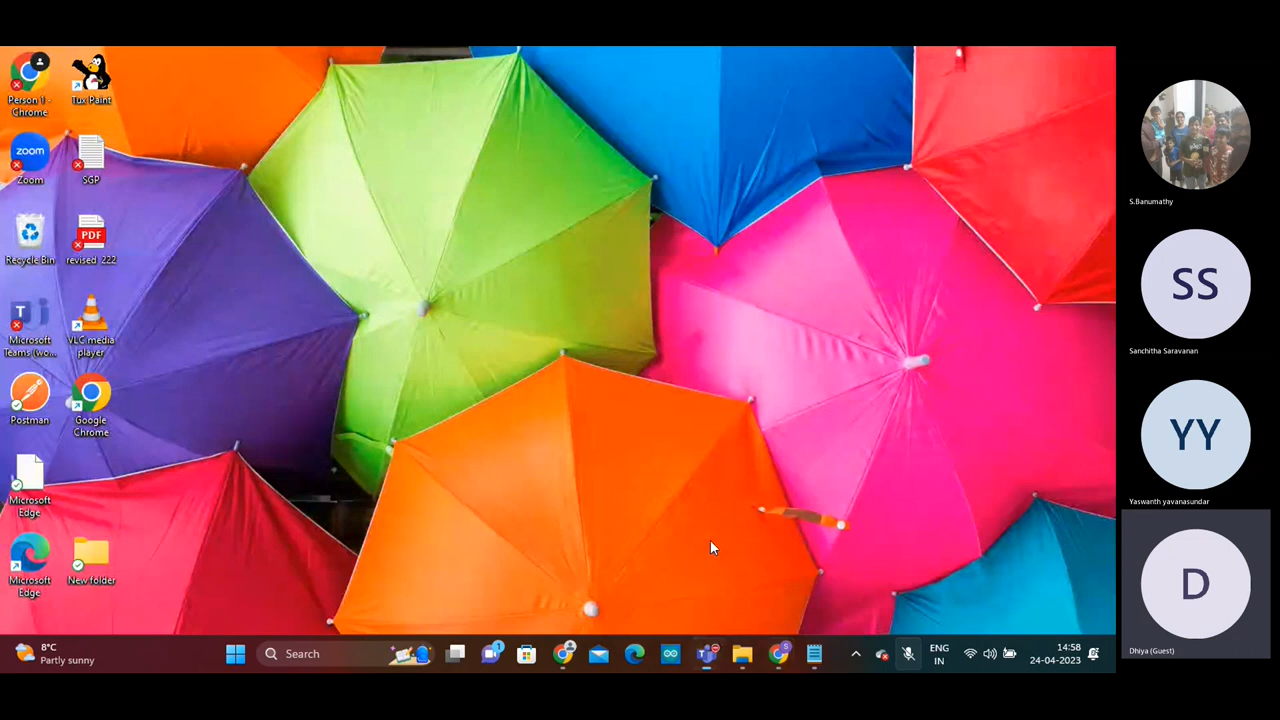 Person 1 -
Chrome
Tux Paint
zoom
Zoom
SGP
Recycle Bin
PDF
revised_222
T
Microsoft
Teams (wo...
VLC media
player
Postman
Google
Chrome
Microsoft
Edge
Microsoft
Edge
New folder
8°C
Partly sunny
Search
1
S
T
ENG
IN
14:58
24-04-2023
S.Banumathy
SS
Sanchitha Saravanan
YY
Yaswanth yavanasundar
D
Dhiya (Guest)